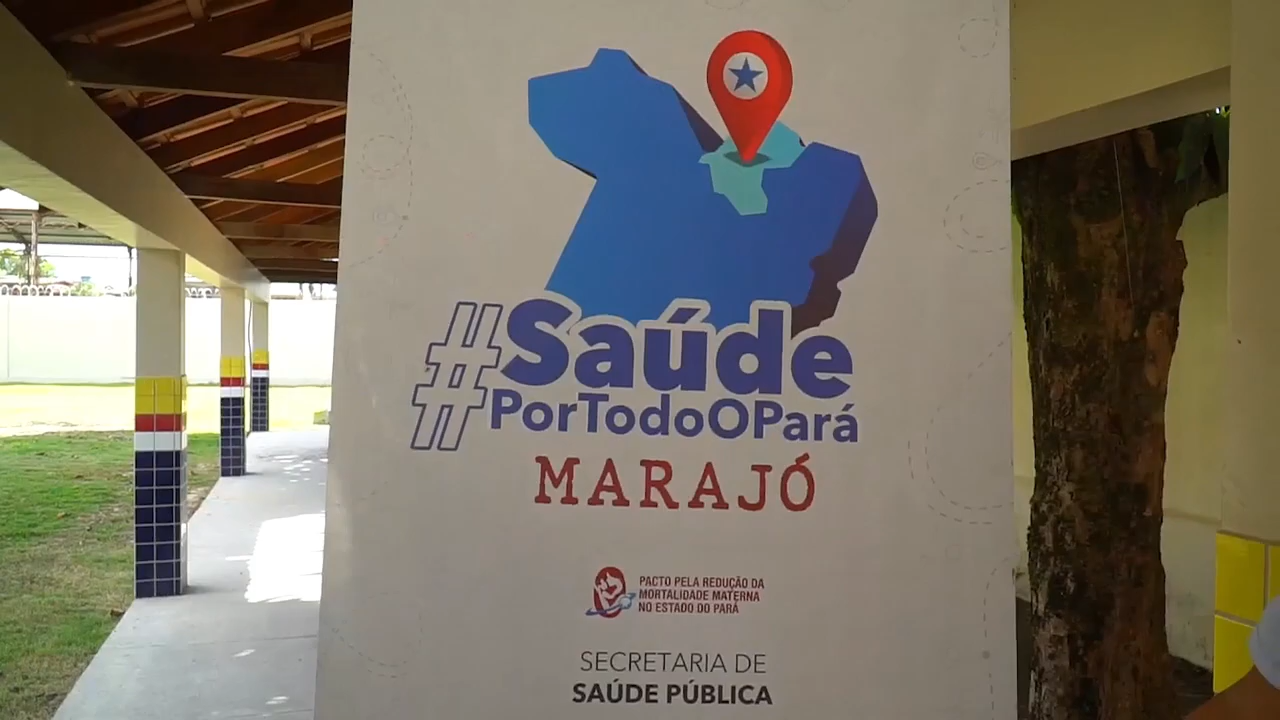 #Saúde
PorTodoOPará
MARAJÓ
PACTO PELA REDUÇÃO DA
MORTALIDADE MATERNA
NO ESTADO DO PARÁ
SECRETARIA DE
SAÚDE PÚBLICA